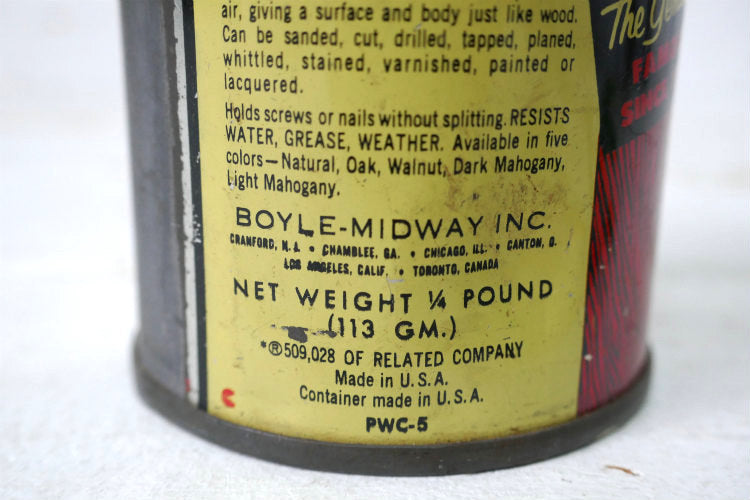 air, giving a surface and body just like wood.
Can be sanded, cut, drilled, tapped, planed,
whittled, stained, varnished, painted or
lacquered.
Holds screws or nails without splitting. RESISTS
WATER, GREASE, WEATHER. Available in five
colors—Natural, Oak, Walnut, Dark Mahogany,
Light Mahogany.
BOYLE-MIDWAY INC.
CRANFORD, N.J. • CHAMBLEE, GA. • CHICAGO, ILL. • CANTON, O.
LOS ANGELES, CALIF. • TORONTO, CANADA
NET WEIGHT ¼ POUND
(113 GM.)
*®509,028 OF RELATED COMPANY
Made in U.S.A.
Container made in U.S.A.
PWC-5
The